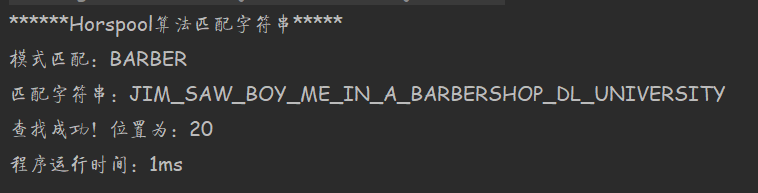 ******Horspool算法匹配字符串*****
模式匹配：BARBER
匹配字符串：JIM_SAW_BOY_ME_IN_A_BARBERSHOP_DL_UNIVERSITY
查找成功！位置为：20
程序运行时间：1ms